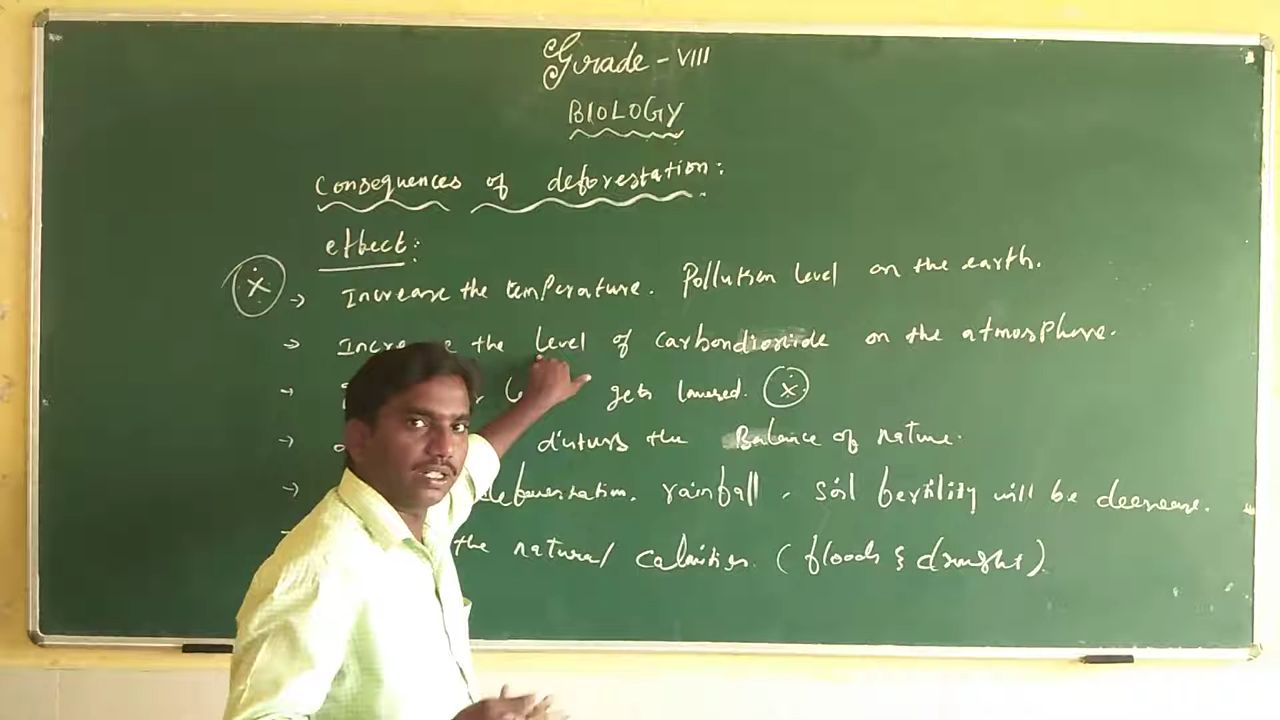 Grade - VIII
BIOLOGY
Consequences of deforestation:
effect:
→ Increase the temperature. Pollution level on the earth.
→ Increase the level of carbondioxide on the atmosphere.
→ gets lowered.
→ disturs the Balance of nature.
→ deforestation. rainfall, soil fertility will be decrease.
the natural calamities. (floods & drought)